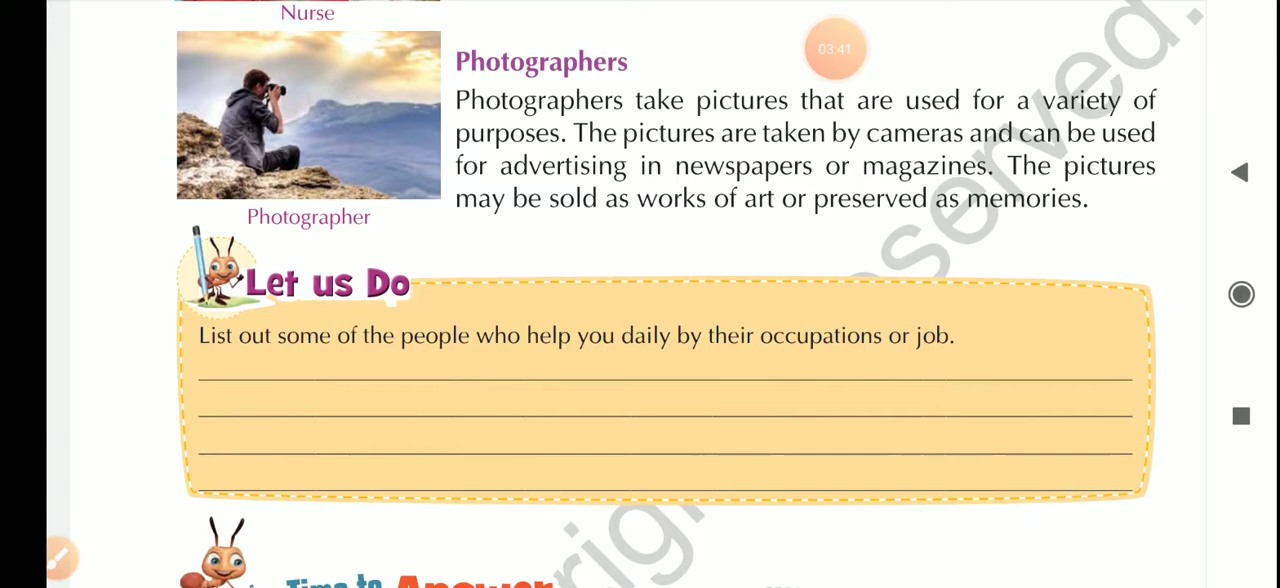 Nurse
03:41
Photographers
Photographers take pictures that are used for a variety of
purposes. The pictures are taken by cameras and can be used
for advertising in newspapers or magazines. The pictures
may be sold as works of art or preserved as memories.
Photographer
Let us Do
List out some of the people who help you daily by their occupations or job.
Time to Answer